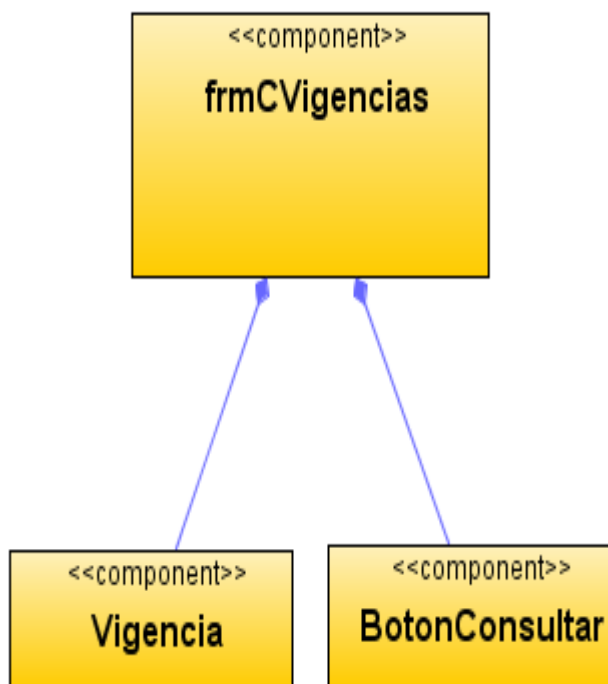 <<component>>
frmCVigencias
<<component>>
Vigencia
<<component>>
BotonConsultar